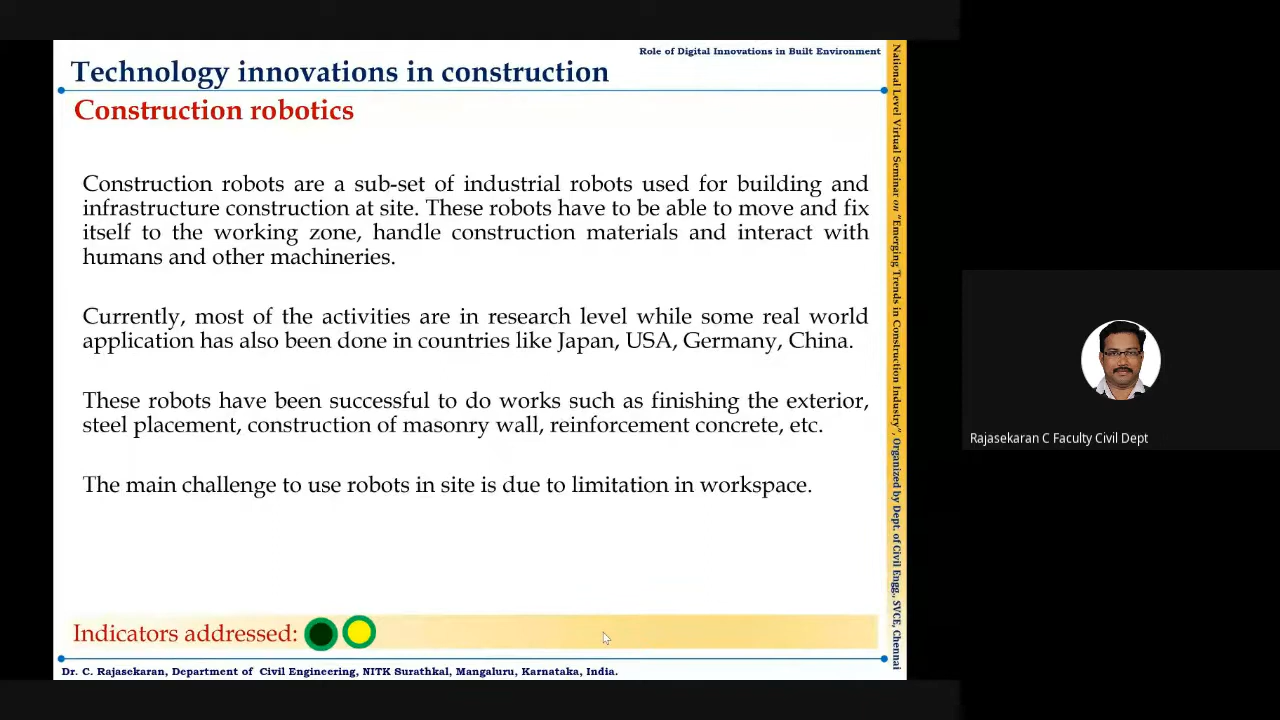 Role of Digital Innovations in Built Environment
Technology innovations in construction
Construction robotics
Construction robots are a sub-set of industrial robots used for building and
infrastructure construction at site. These robots have to be able to move and fix
itself to the working zone, handle construction materials and interact with
humans and other machineries.
Currently, most of the activities are in research level while some real world
application has also been done in countries like Japan, USA, Germany, China.
These robots have been successful to do works such as finishing the exterior,
steel placement, construction of masonry wall, reinforcement concrete, etc.
The main challenge to use robots in site is due to limitation in workspace.
Indicators addressed:
Dr. C. Rajasekaran, Department of Civil Engineering, NITK Surathkal, Mangaluru, Karnataka, India.
National Level Virtual Seminar on "Emerging Trends in Construction Industry", Organized by Dept. of Civil Engg., SVCE, Chennai
Rajasekaran C Faculty Civil Dept